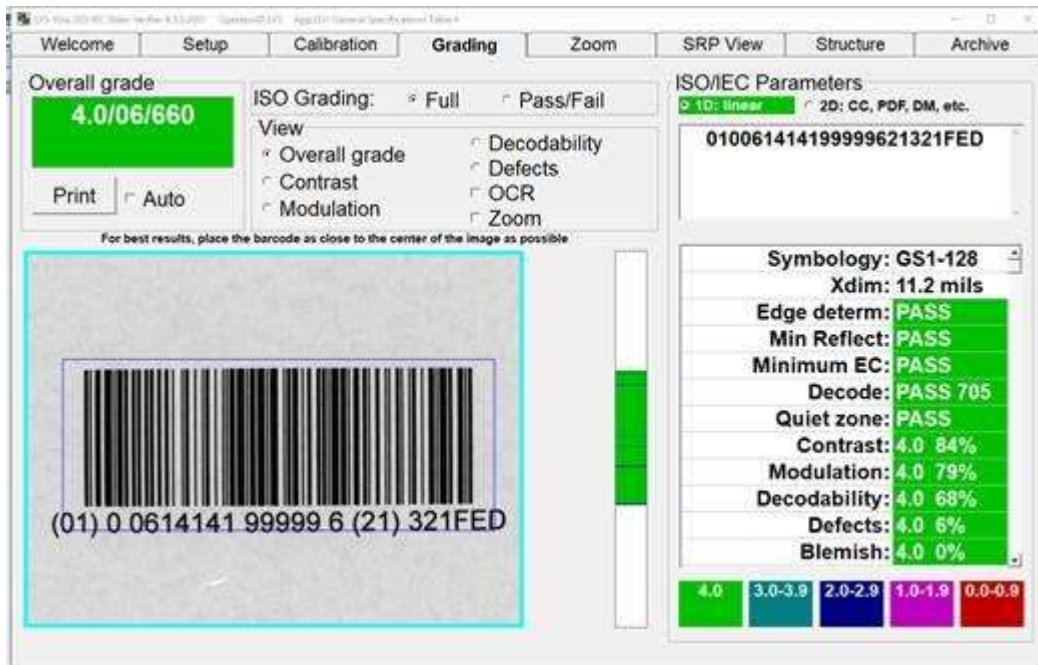 Welcome
Setup
Calibration
Grading
Zoom
SRP View
Structure
Archive
Overall grade
4.0/06/660
Print
Auto
ISO Grading:
Full
Pass/Fail
View
Overall grade
Contrast
Modulation
Decodability
Defects
OCR
Zoom
For best results, place the barcode as close to the center of the image as possible
(01) 0 0614141 99999 6 (21) 321FED
ISO/IEC Parameters
1D: linear
2D: CC, PDF, DM, etc.
01006141419999962​1321FED
Symbology: GS1-128
Xdim: 11.2 mils
Edge determ: PASS
Min Reflect: PASS
Minimum EC: PASS
Decode: PASS 705
Quiet zone: PASS
Contrast: 4.0 84%
Modulation: 4.0 79%
Decodability: 4.0 68%
Defects: 4.0 6%
Blemish: 4.0 0%
4.0
3.0-3.9
2.0-2.9
1.0-1.9
0.0-0.9